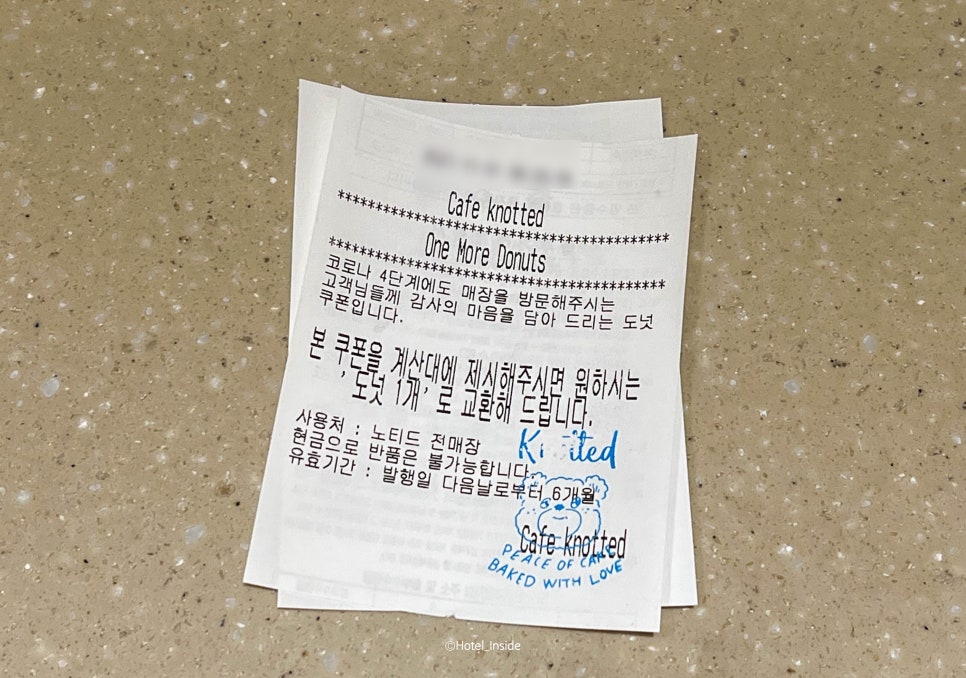 Cafe knotted
************************************
One More Donuts
************************************
코로나 4단계에도 매장을 방문해주시는
고객님들께 감사의 마음을 담아 드리는 도넛
쿠폰입니다.
본 쿠폰을 계산대에 제시해주시면 원하시는
'도넛 1개'로 교환해 드립니다.
사용처 : 노티드 전매장
현금으로 반품은 불가능합니다.
유효기간 : 발행일 다음날로부터 6개월
Cafe knotted
PEACE OF
BAKED WITH LOVE
©Hotel_Inside